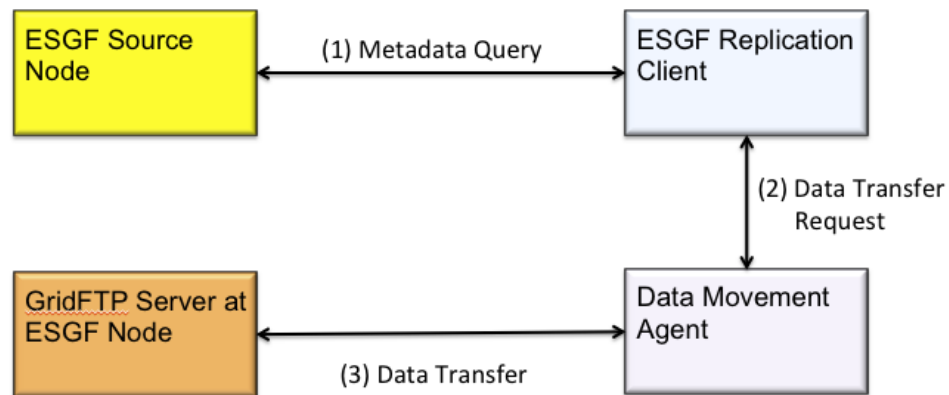 ESGF Source
Node
(1) Metadata Query
ESGF Replication
Client
(2) Data Transfer
Request
GridFTP Server at
ESGF Node
Data Movement
Agent
(3) Data Transfer